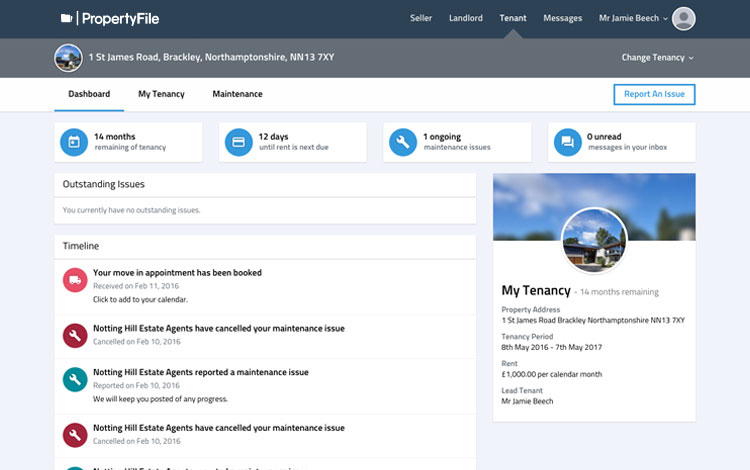 PropertyFile
Seller Landlord Tenant Messages Mr Jamie Beech
1 St James Road, Brackley, Northamptonshire, NN13 7XY
Change Tenancy
Dashboard My Tenancy Maintenance
Report An Issue
14 months
remaining of tenancy
12 days
until rent is next due
1 ongoing
maintenance issues
0 unread
messages in your inbox
Outstanding Issues
You currently have no outstanding issues.
Timeline
Your move in appointment has been booked
Received on Feb 11, 2016
Click to add to your calendar.
Notting Hill Estate Agents have cancelled your maintenance issue
Cancelled on Feb 10, 2016
Notting Hill Estate Agents reported a maintenance issue
Reported on Feb 10, 2016
We will keep you posted of any progress.
Notting Hill Estate Agents have cancelled your maintenance issue
Cancelled on Feb 10, 2016
My Tenancy - 14 months remaining
Property Address
1 St James Road Brackley Northamptonshire NN13 7XY
Tenancy Period
8th May 2016 - 7th May 2017
Rent
£1,000.00 per calendar month
Lead Tenant
Mr Jamie Beech